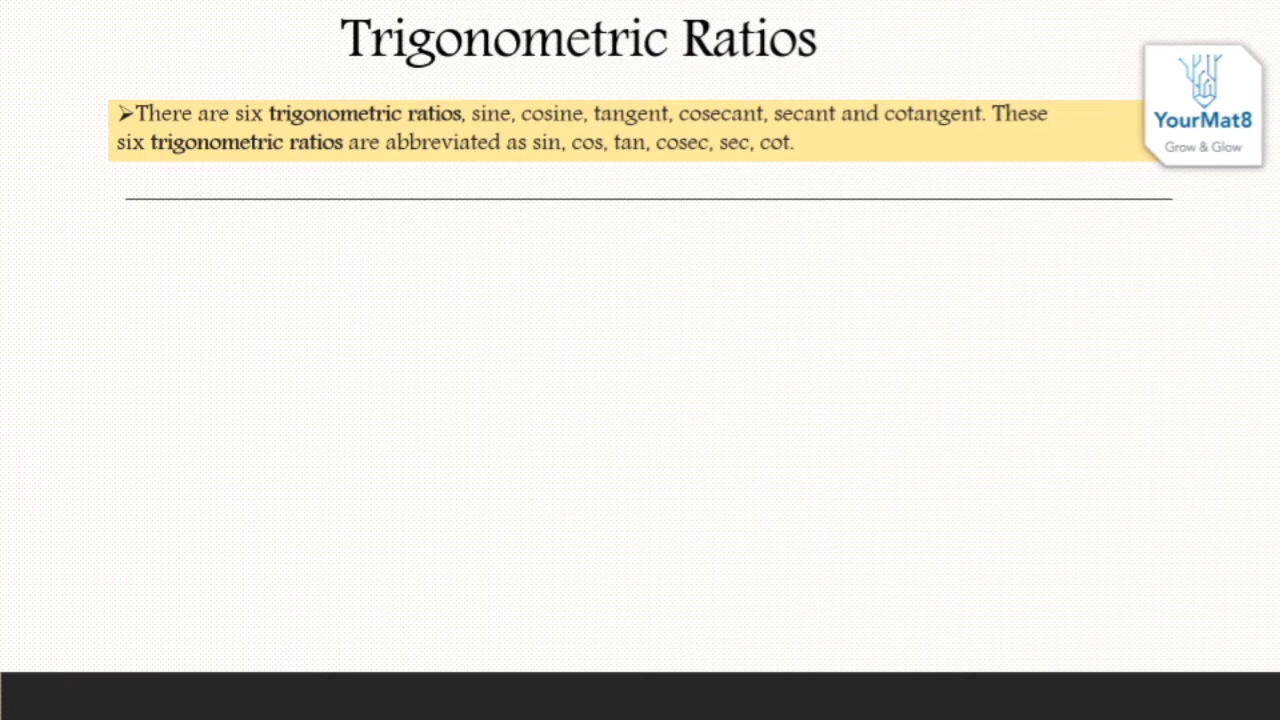 Trigonometric Ratios
➢There are six trigonometric ratios, sine, cosine, tangent, cosecant, secant and cotangent. These
six trigonometric ratios are abbreviated as sin, cos, tan, cosec, sec, cot.
YourMat8
Grow & Glow